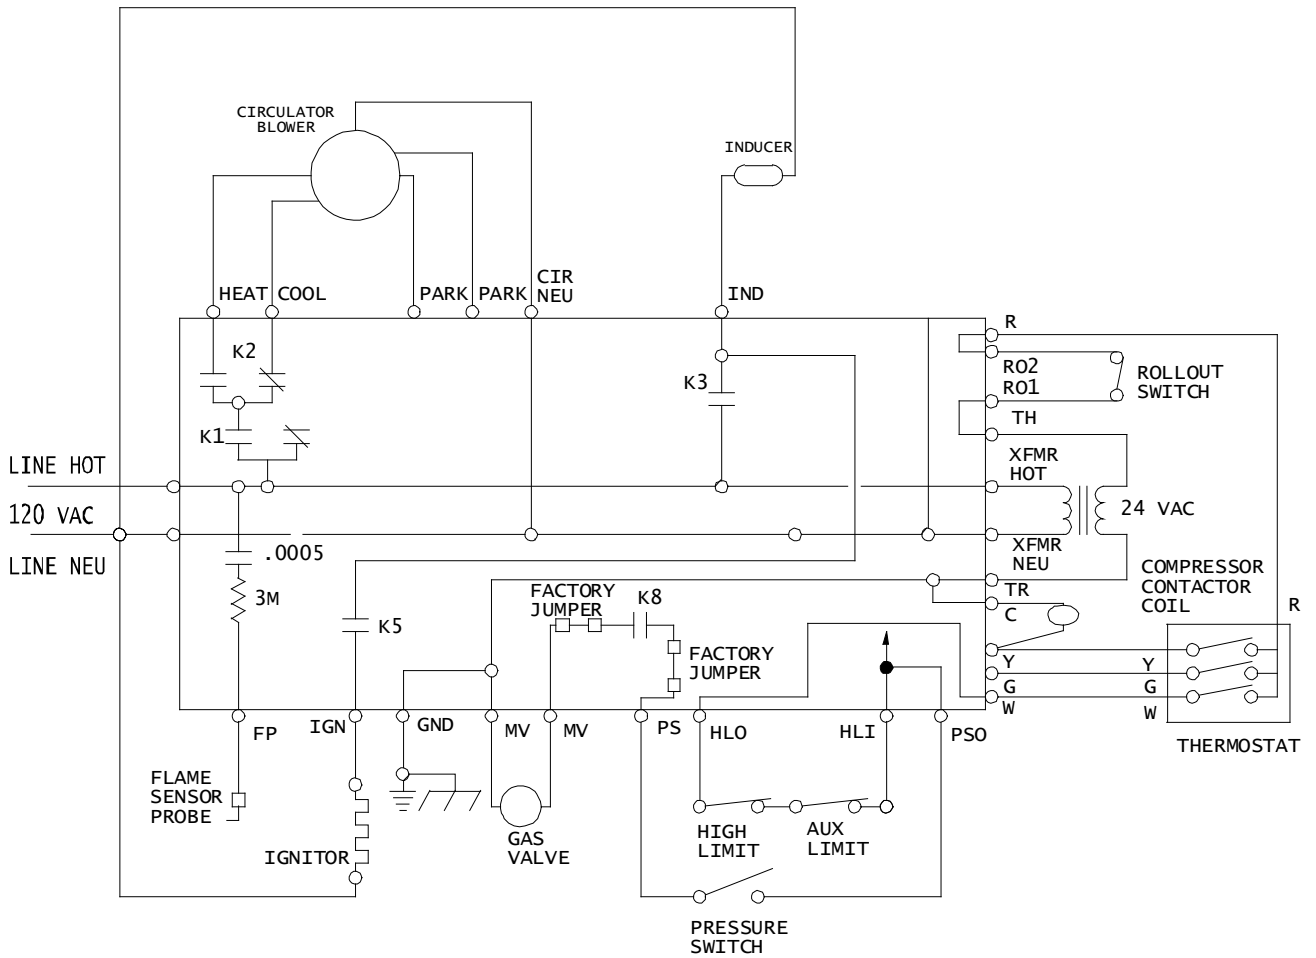 CIRCULATOR
BLOWER
INDUCER
HEAT
COOL
PARK
PARK
CIR
NEU
IND
K2
K1
K3
LINE HOT
120 VAC
LINE NEU
R
RO2
RO1
TH
ROLLOUT
SWITCH
XFMR
HOT
24 VAC
XFMR
NEU
TR
C
COMPRESSOR
CONTACTOR
COIL
R
.0005
3M
K5
FACTORY
JUMPER
K8
FACTORY
JUMPER
Y
G
W
Y
G
W
THERMOSTAT
FP
IGN
GND
MV
MV
PS
HLO
HLI
PSO
FLAME
SENSOR
PROBE
IGNITOR
GAS
VALVE
HIGH
LIMIT
AUX
LIMIT
PRESSURE
SWITCH